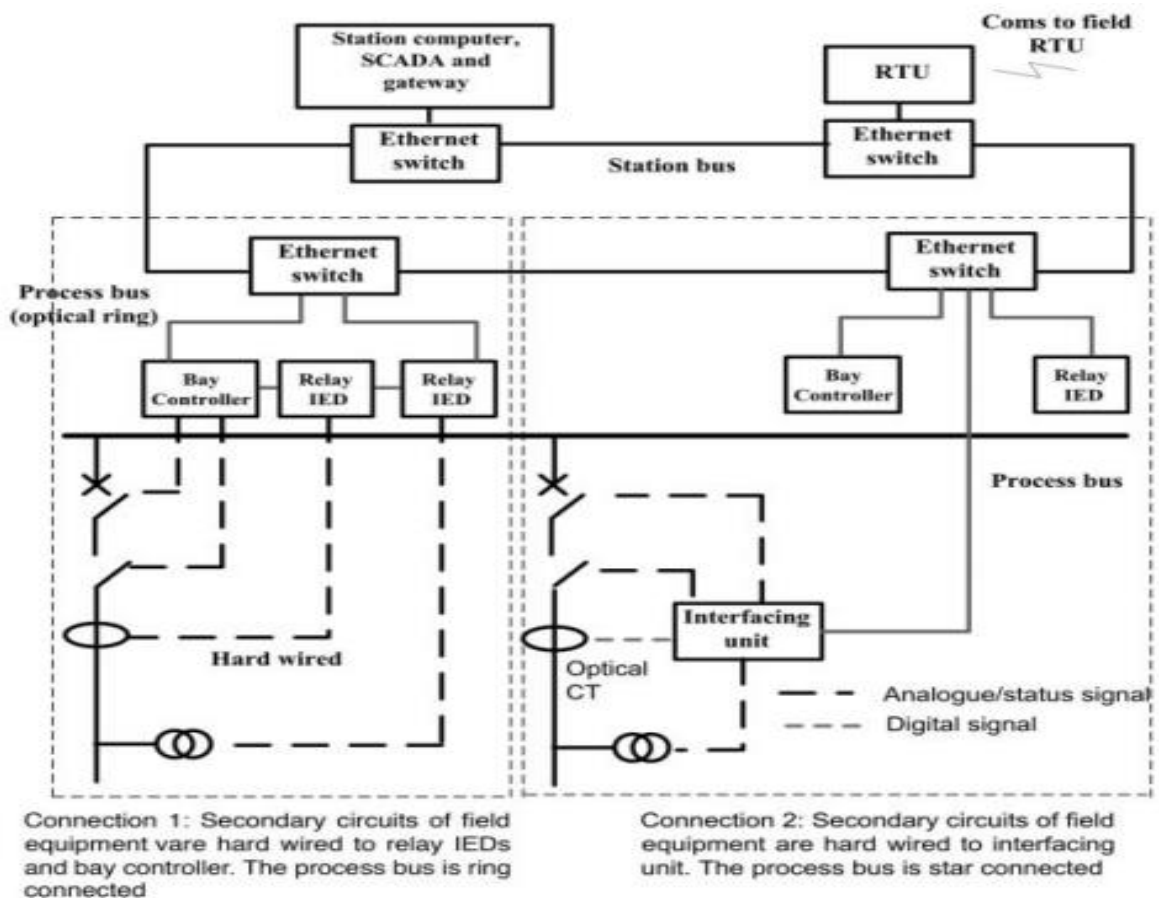 Station computer,
SCADA and
gateway
Coms to field
RTU
RTU
Ethernet
switch
Ethernet
switch
Station bus
Ethernet
switch
Ethernet
switch
Process bus
(optical ring)
Bay
Controller
Relay
IED
Relay
IED
Bay
Controller
Relay
IED
Process bus
Hard wired
Interfacing
unit
Optical
CT
Analogue/status signal
Digital signal
Connection 1: Secondary circuits of field
equipment vare hard wired to relay IEDs
and bay controller. The process bus is ring
connected
Connection 2: Secondary circuits of field
equipment are hard wired to interfacing
unit. The process bus is star connected